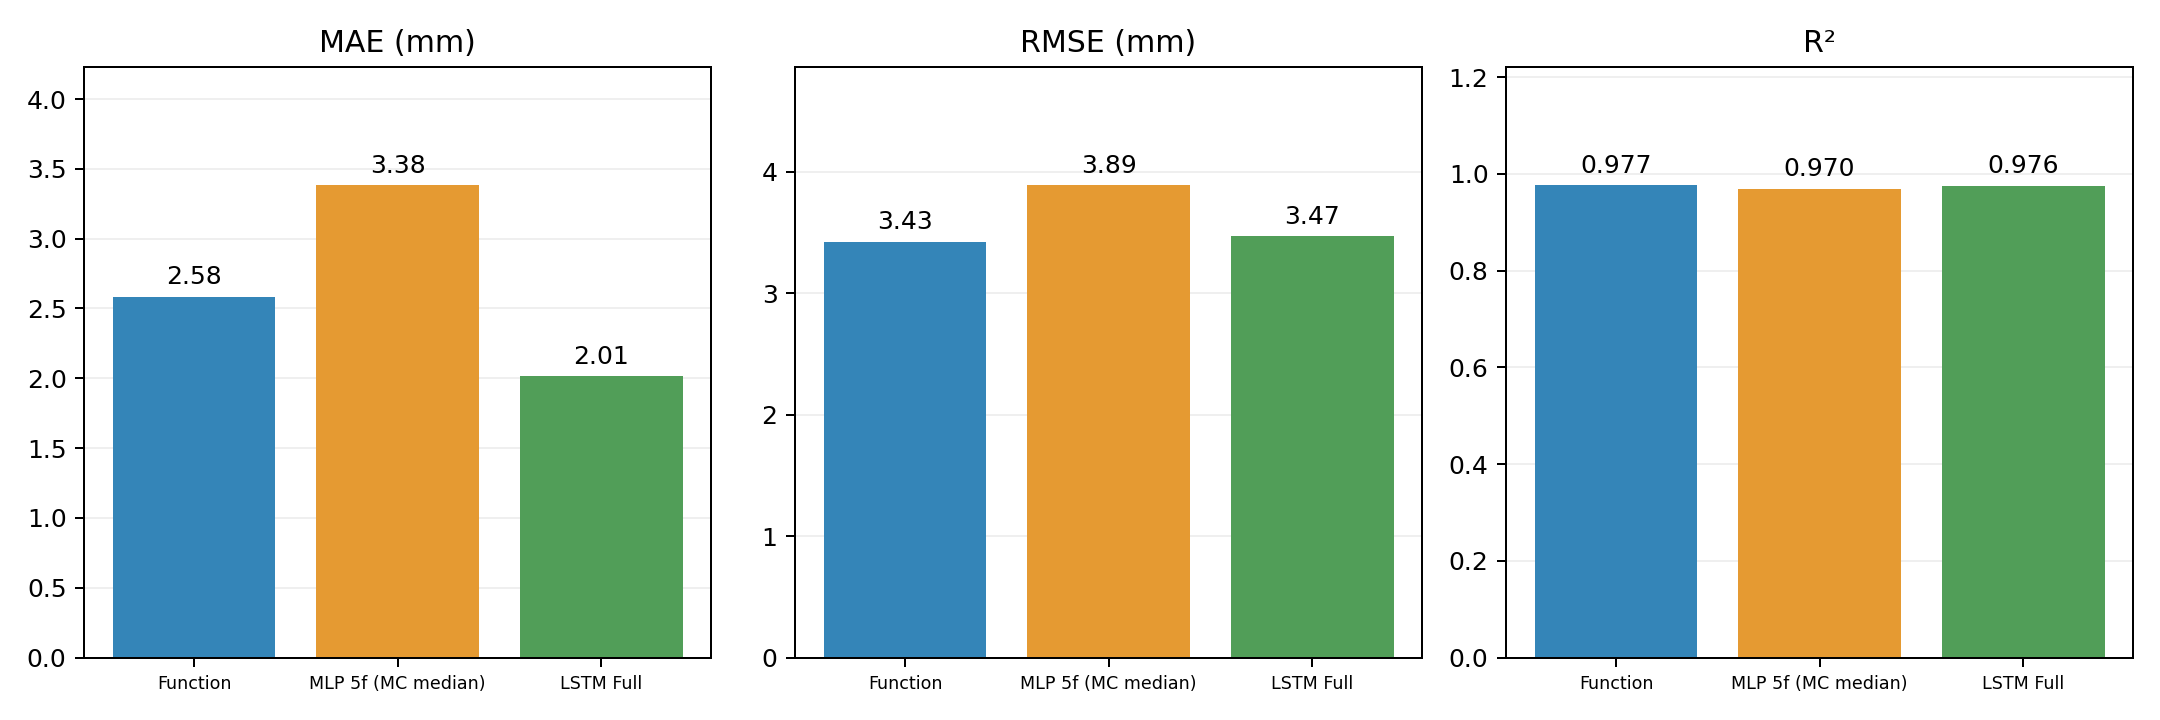 MAE (mm)
4.0
3.5
3.0
2.5
2.0
1.5
1.0
0.5
0.0
2.58
3.38
2.01
Function
MLP 5f (MC median)
LSTM Full
RMSE (mm)
4
3
2
1
0
3.43
3.89
3.47
Function
MLP 5f (MC median)
LSTM Full
R²
1.2
1.0
0.8
0.6
0.4
0.2
0.0
0.977
0.970
0.976
Function
MLP 5f (MC median)
LSTM Full